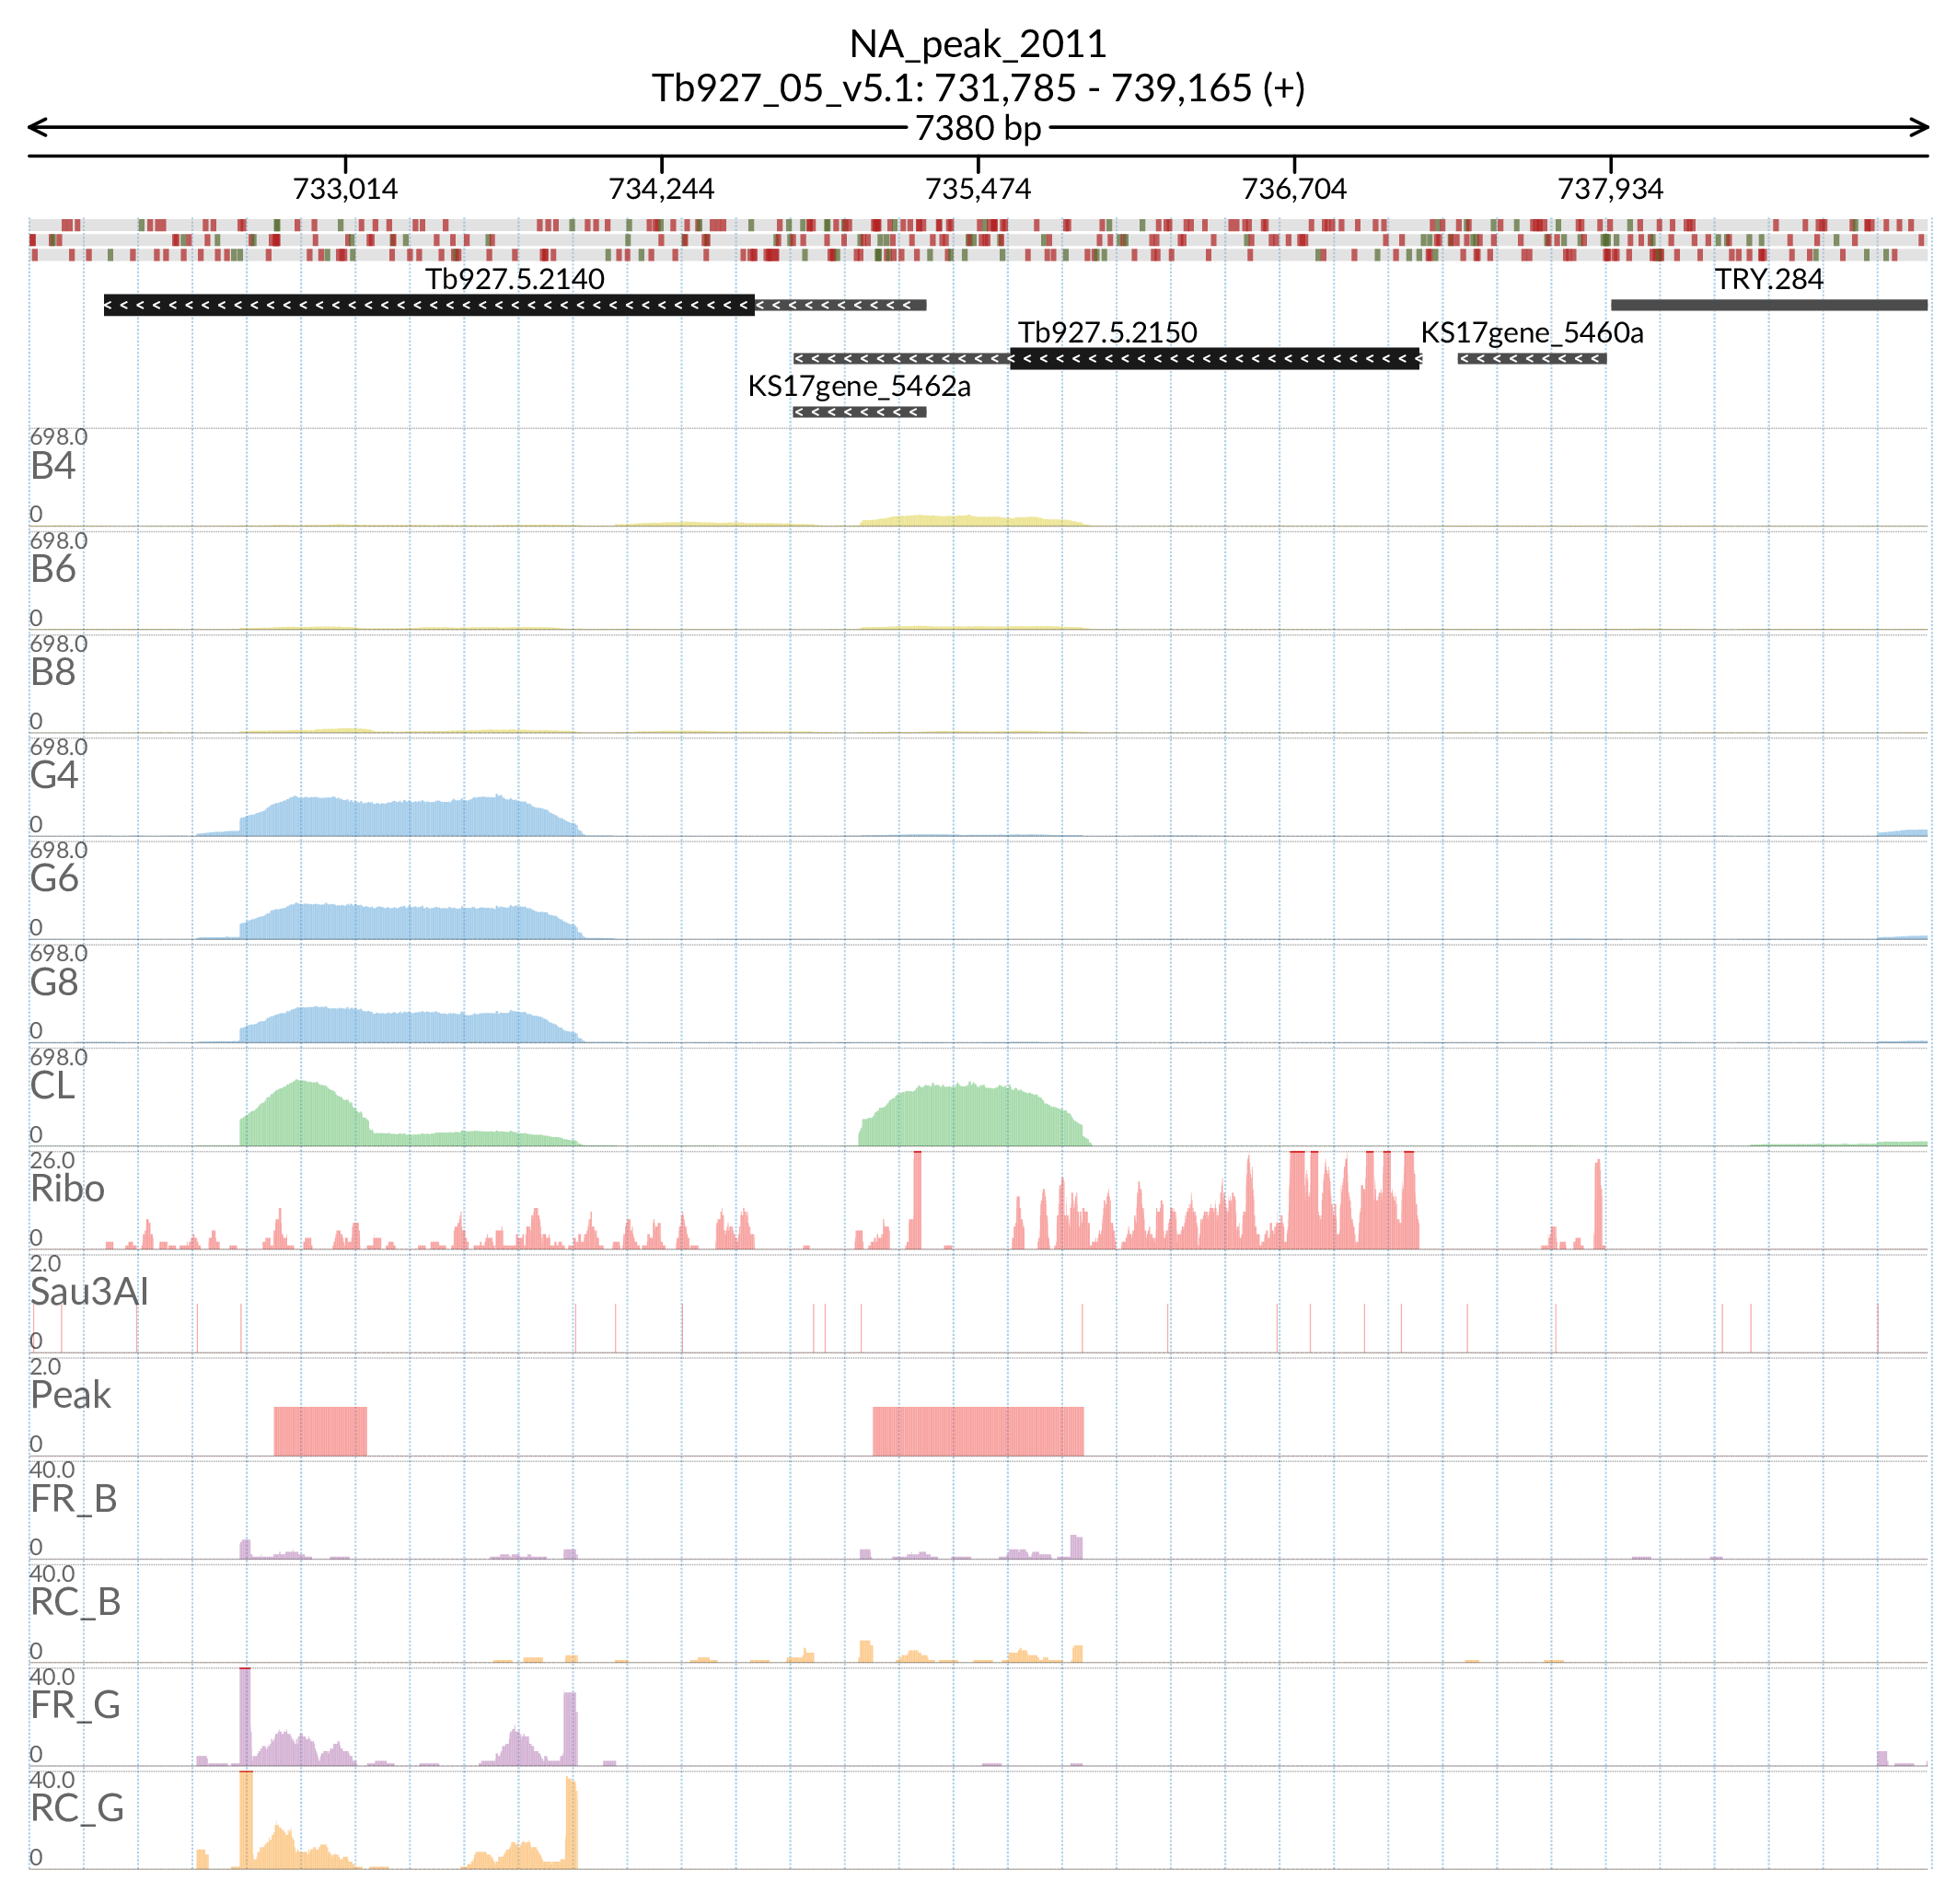 NA_peak_2011
Tb927_05_v5.1: 731,785 - 739,165 (+)
7380 bp
733,014 734,244 735,474 736,704 737,934
Tb927.5.2140 TRY.284
Tb927.5.2150 KS17gene_5460a
KS17gene_5462a
698.0
B4
0
698.0
B6
0
698.0
B8
0
698.0
G4
0
698.0
G6
0
698.0
G8
0
698.0
CL
0
26.0
Ribo
0
2.0
Sau3AI
0
2.0
Peak
0
40.0
FR_B
0
40.0
RC_B
0
40.0
FR_G
0
40.0
RC_G
0